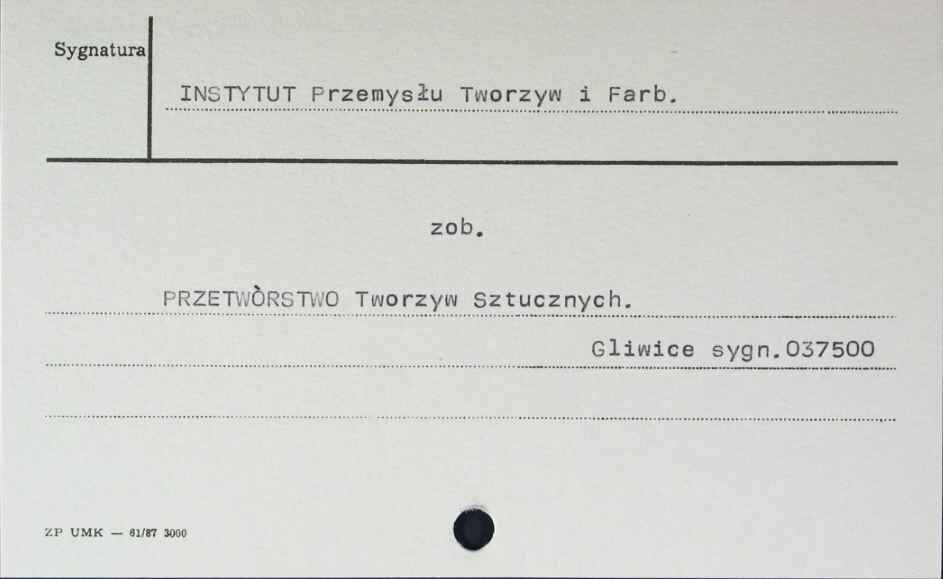 Sygnatura
INSTYTUT Przemysłu Tworzyw i Farb.
zob.
PRZETWÒRSTWO Tworzyw Sztucznych.
Gliwice sygn.037500
ZP UMK — 61/87 3000